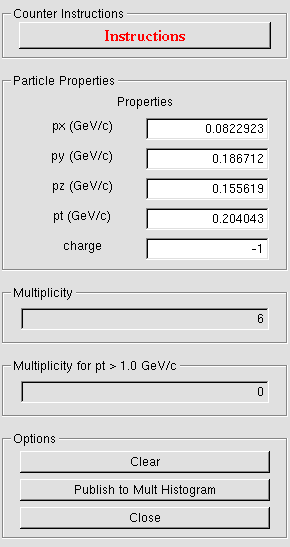 Counter Instructions
Instructions
Particle Properties
Properties
px (GeV/c) 0.0822923
py (GeV/c) 0.186712
pz (GeV/c) 0.155619
pt (GeV/c) 0.204043
charge -1
Multiplicity
6
Multiplicity for pt > 1.0 GeV/c
0
Options
Clear
Publish to Mult Histogram
Close